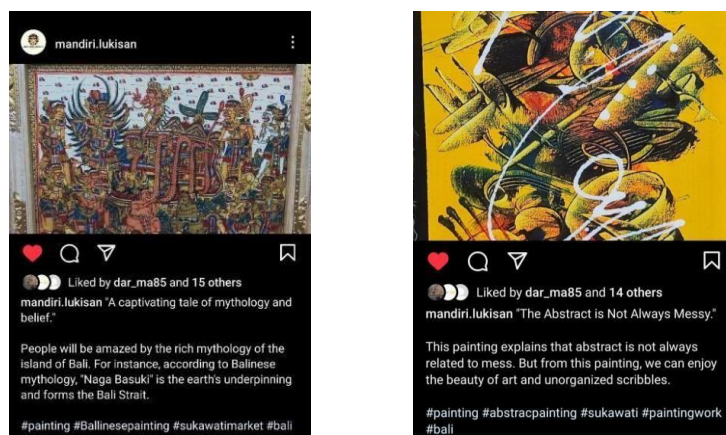 mandiri.lukisan
Liked by dar_ma85 and 15 others
mandiri.lukisan "A captivating tale of mythology and
belief."
People will be amazed by the rich mythology of the
island of Bali. For instance, according to Balinese
mythology, "Naga Basuki" is the earth's underpinning
and forms the Bali Strait.
#painting #Ballinesepainting #sukawatimarket #bali
Liked by dar_ma85 and 14 others
mandiri.lukisan "The Abstract is Not Always Messy."
This painting explains that abstract is not always
related to mess. But from this painting, we can enjoy
the beauty of art and unorganized scribbles.
#painting #abstracpainting #sukawati #paintingwork
#bali